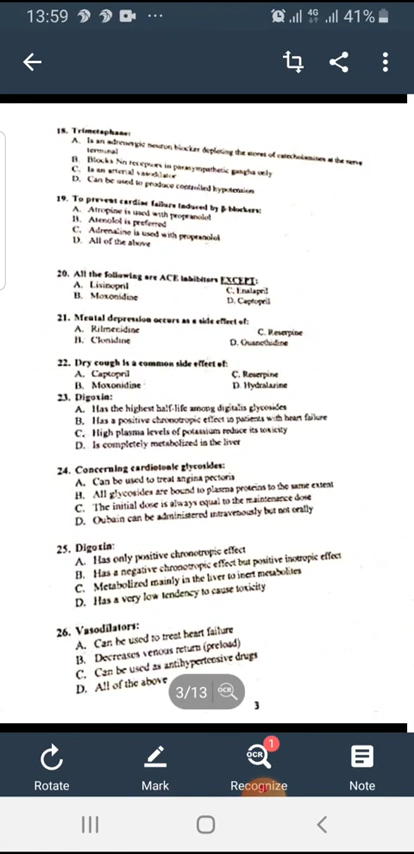 13:59 ... 4G 41%
18. Trimetaphane:
A. Is an adrenergic neuron blocker depleting the stores of catecholamines at the nerve
terminal
B. Blocks Nn receptors in parasympathetic ganglia only
C. Is an arterial vasodilator
D. Can be used to produce controlled hypotension
19. To prevent cardiac failure induced by β-blockers:
A. Atropine is used with propranolol
B. Atenolol is preferred
C. Adrenaline is used with propranolol
D. All of the above
20. All the following are ACE inhibitors EXCEPT:
A. Lisinopril C. Enalapril
B. Moxonidine D. Captopril
21. Mental depression occurs as a side effect of:
A. Rilmenidine C. Reserpine
B. Clonidine D. Guanethidine
22. Dry cough is a common side effect of:
A. Captopril C. Reserpine
B. Moxonidine D. Hydralazine
23. Digoxin:
A. Has the highest half-life among digitalis glycosides
B. Has a positive chronotropic effect in patients with heart failure
C. High plasma levels of potassium reduce its toxicity
D. Is completely metabolized in the liver
24. Concerning cardiotonic glycosides:
A. Can be used to treat angina pectoris
B. All glycosides are bound to plasma proteins to the same extent
C. The initial dose is always equal to the maintenance dose
D. Oubain can be administered intravenously but not orally
25. Digoxin:
A. Has only positive chronotropic effect
B. Has a negative chronotropic effect but positive inotropic effect
C. Metabolized mainly in the liver to inert metabolites
D. Has a very low tendency to cause toxicity
26. Vasodilators:
A. Can be used to treat heart failure
B. Decreases venous return (preload)
C. Can be used as antihypertensive drugs
D. All of the above
3/13 OCR
3
OCR 1
Rotate Mark Recognize Note